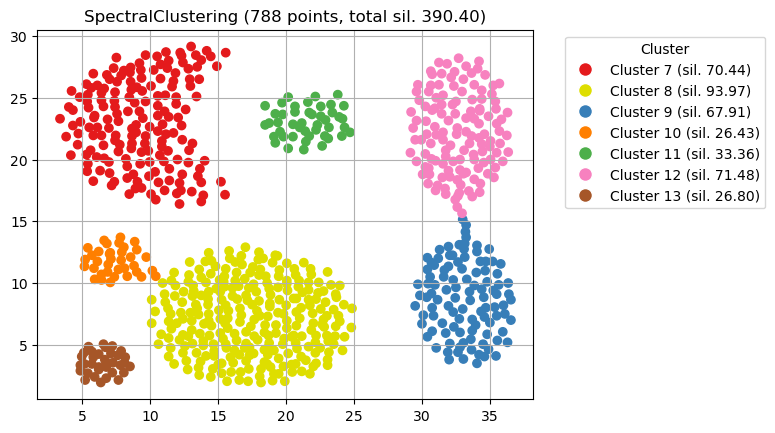 SpectralClustering (788 points, total sil. 390.40)
30
25
20
15
10
5
5
10
15
20
25
30
35
Cluster
Cluster 7 (sil. 70.44)
Cluster 8 (sil. 93.97)
Cluster 9 (sil. 67.91)
Cluster 10 (sil. 26.43)
Cluster 11 (sil. 33.36)
Cluster 12 (sil. 71.48)
Cluster 13 (sil. 26.80)